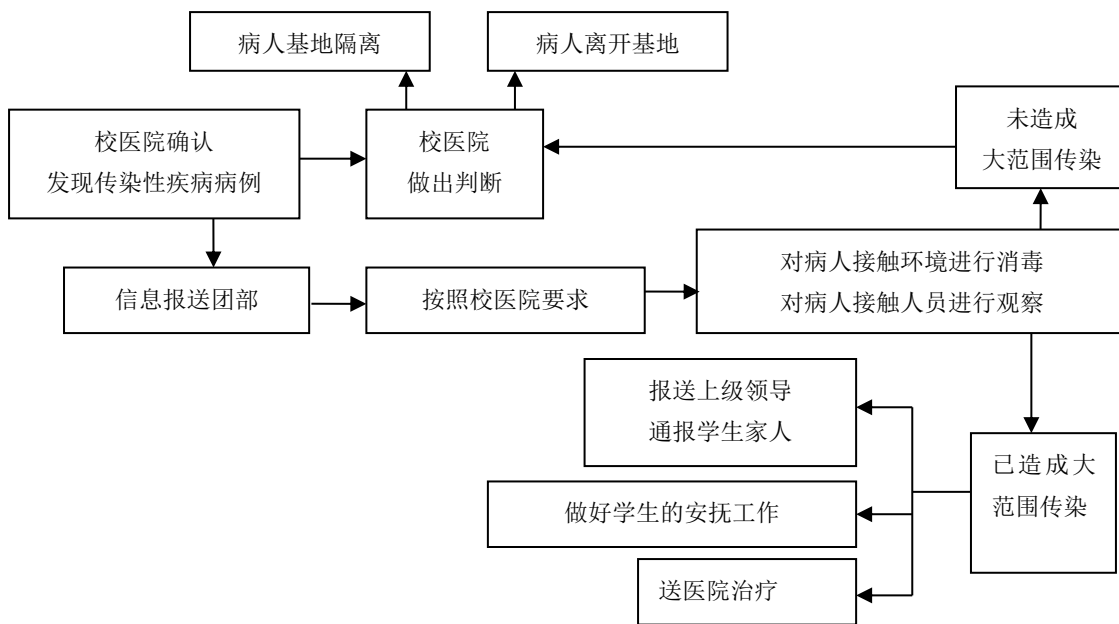 病人基地隔离
病人离开基地
校医院确认
发现传染性疾病病例
校医院
做出判断
未造成
大范围传染
信息报送团部
按照校医院要求
对病人接触环境进行消毒
对病人接触人员进行观察
报送上级领导
通报学生家人
已造成大
范围传染
做好学生的安抚工作
送医院治疗